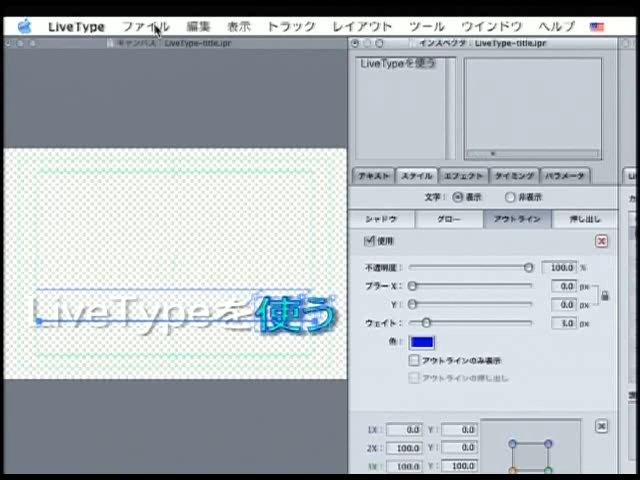 LiveType ファイル 編集 表示 トラック レイアウト ツール ウインドウ ヘルプ
キャンバス : LiveType-title.ipr
インスペクタ : LiveType-title.ipr
LiveTypeを使う
テキスト スタイル エフェクト タイミング パラメータ
文字 : 表示 非表示
シャドウ グロー アウトライン 押し出し
使用
不透明度 : 100.0 %
ブラー X : 0.0 px
Y : 0.0 px
ウェイト : 3.0 px
色 :
アウトラインのみ表示
アウトラインの押し出し
LiveTypeを使う
1X : 0.0 Y : 0.0
2X : 100.0 Y : 0.0
3X : 100.0 Y : 100.0